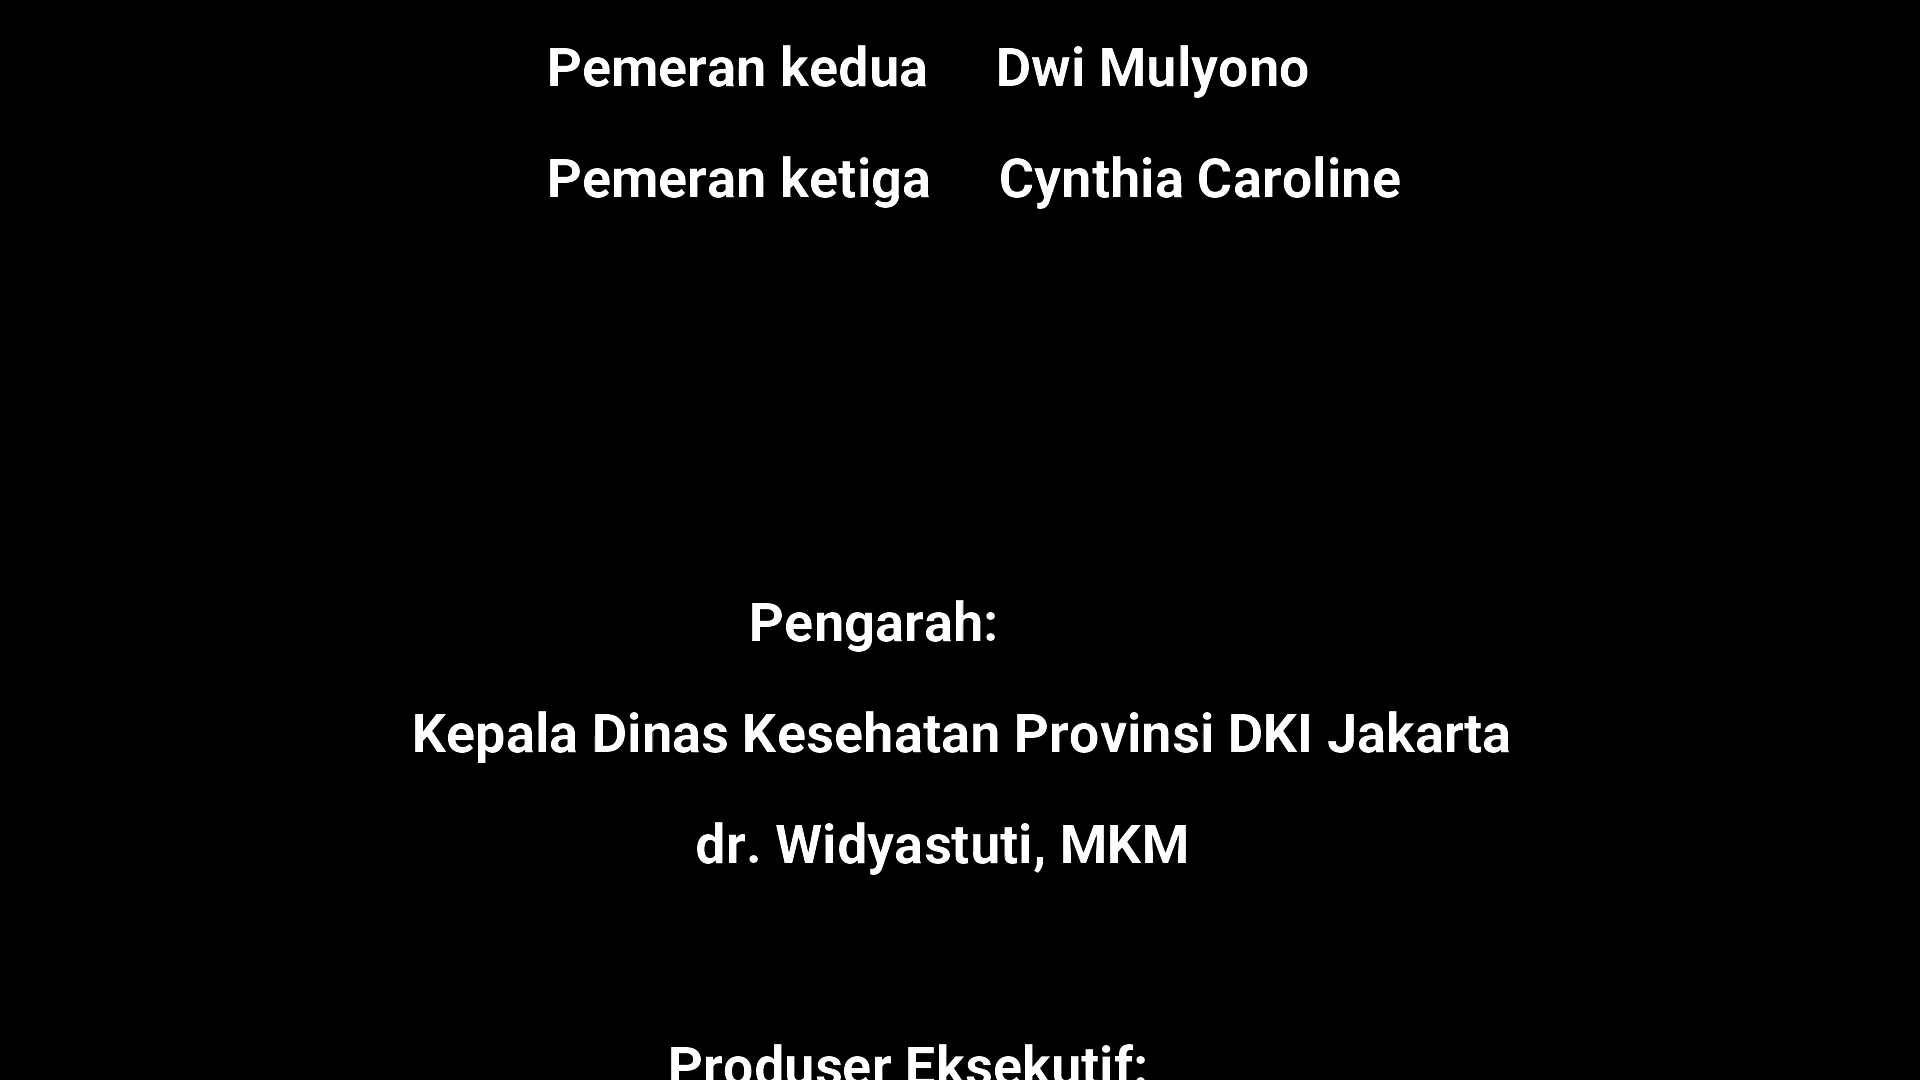 Pemeran kedua Dwi Mulyono
Pemeran ketiga Cynthia Caroline
Pengarah:
Kepala Dinas Kesehatan Provinsi DKI Jakarta
dr. Widyastuti, MKM
Produser Eksekutif: